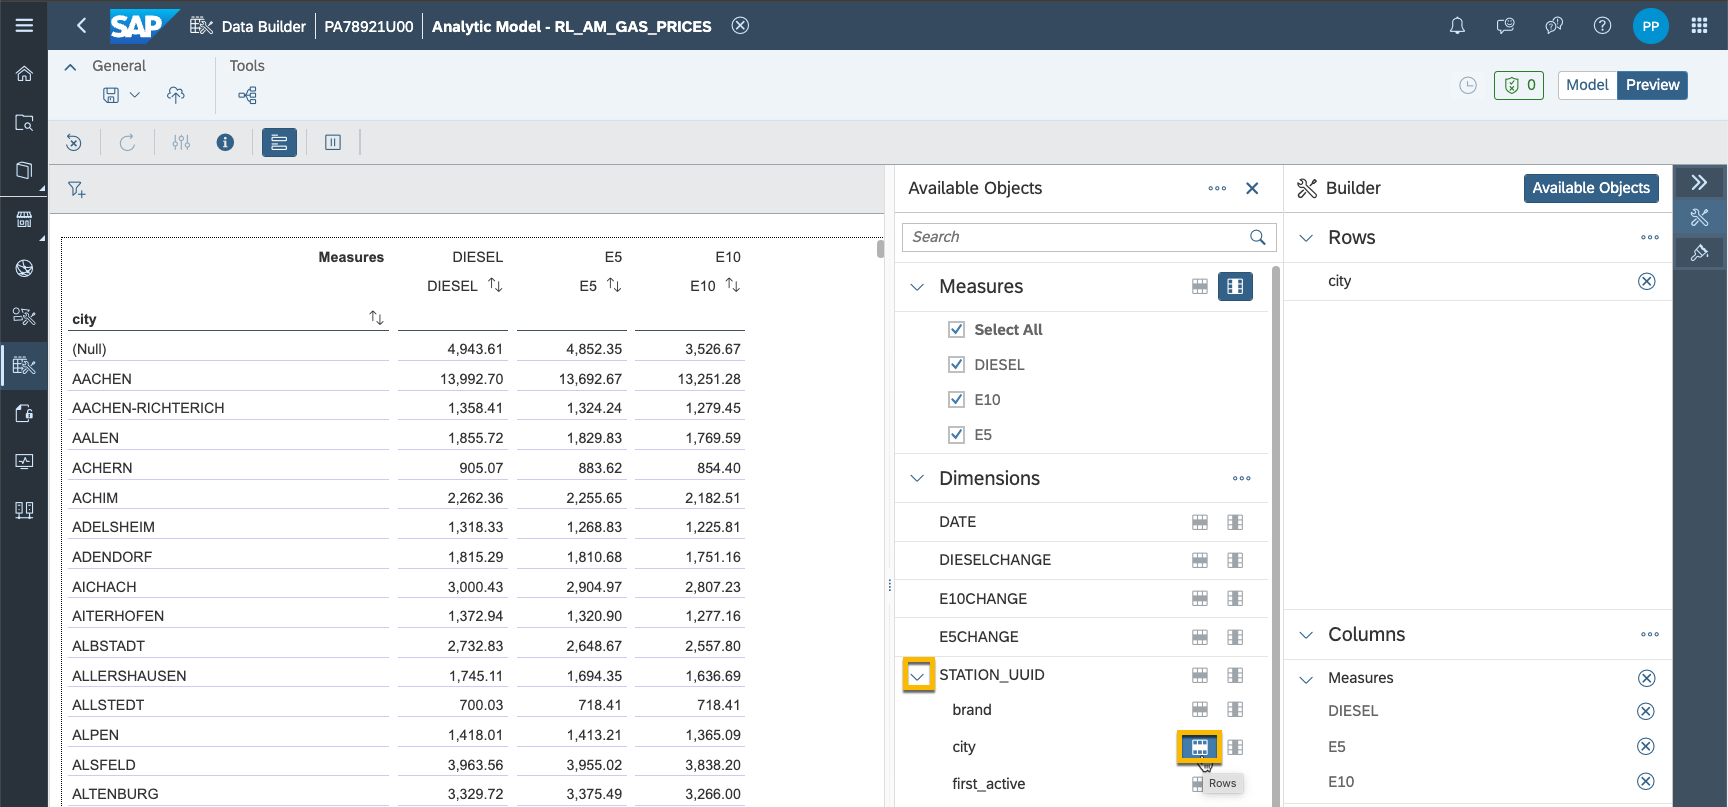 SAP Data Builder PA78921U00 Analytic Model - RL_AM_GAS_PRICES PP
General Tools
0 Model Preview
Available Objects
Builder Available Objects
Search
Rows
city
Measures DIESEL E5 E10
DIESEL E5 E10
city
(Null) 4,943.61 4,852.35 3,526.67
AACHEN 13,992.70 13,692.67 13,251.28
AACHEN-RICHTERICH 1,358.41 1,324.24 1,279.45
AALEN 1,855.72 1,829.83 1,769.59
ACHERN 905.07 883.62 854.40
ACHIM 2,262.36 2,255.65 2,182.51
ADELSHEIM 1,318.33 1,268.83 1,225.81
ADENDORF 1,815.29 1,810.68 1,751.16
AICHACH 3,000.43 2,904.97 2,807.23
AITERHOFEN 1,372.94 1,320.90 1,277.16
ALBSTADT 2,732.83 2,648.67 2,557.80
ALLERSHAUSEN 1,745.11 1,694.35 1,636.69
ALLSTEDT 700.03 718.41 718.41
ALPEN 1,418.01 1,413.21 1,365.09
ALSFELD 3,963.56 3,955.02 3,838.20
ALTENBURG 3,329.72 3,375.49 3,266.00
Measures
Select All
DIESEL
E10
E5
Dimensions
DATE
DIESELCHANGE
E10CHANGE
E5CHANGE
STATION_UUID
brand
city
first_active
Rows
Columns
Measures
DIESEL
E5
E10